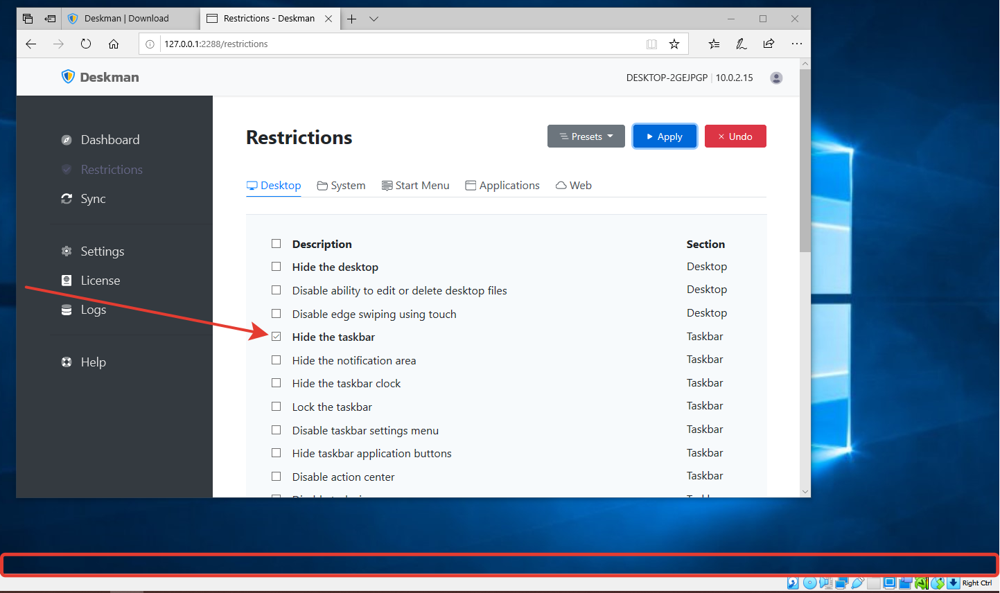 Deskman | Download
Restrictions - Deskman
127.0.0.1:2288/restrictions
Deskman
DESKTOP-2GEJPGP | 10.0.2.15
Dashboard
Restrictions
Sync
Settings
License
Logs
Help
Restrictions
Presets
Apply
Undo
Desktop
System
Start Menu
Applications
Web
Description Section
Hide the desktop Desktop
Disable ability to edit or delete desktop files Desktop
Disable edge swiping using touch Desktop
Hide the taskbar Taskbar
Hide the notification area Taskbar
Hide the taskbar clock Taskbar
Lock the taskbar Taskbar
Disable taskbar settings menu Taskbar
Hide taskbar application buttons Taskbar
Disable action center Taskbar
Right Ctrl